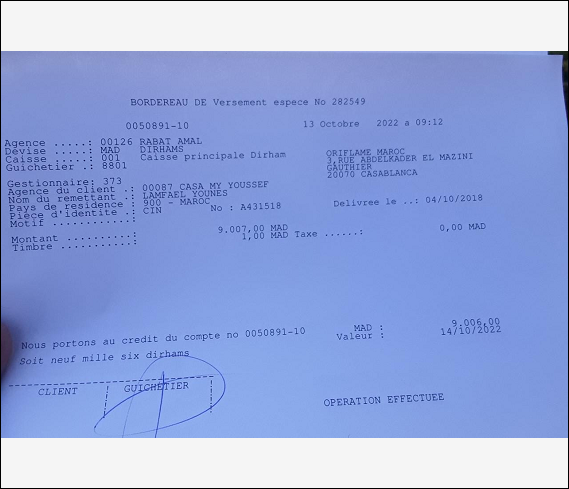 BORDEREAU DE Versement espece No 282549
0050891-10 13 Octobre 2022 a 09:12
Agence .....: 00126 RABAT AMAL
Devise .....: MAD DIRHAMS
Caisse .....: 001 Caisse principale Dirham
Guichetier .: 8801
ORIFLAME MAROC
3,RUE ABDELKADER EL MAZINI
GAUTHIER
20070 CASABLANCA
Gestionnaire: 373
Agence du client .: 00087 CASA MY YOUSSEF
Nom du remettant .: LAMFAEL YOUNES
Pays de residence : 900 - MAROC
Piece d'identite .: CIN No : A431518 Delivree le ..: 04/10/2018
Motif ............:
Montant ..........: 9.007,00 MAD
Timbre ...........: 1,00 MAD Taxe ......: 0,00 MAD
Nous portons au credit du compte no 0050891-10 MAD : 9.006,00
Valeur : 14/10/2022
Soit neuf mille six dirhams
CLIENT GUICHETIER
OPERATION EFFECTUEE